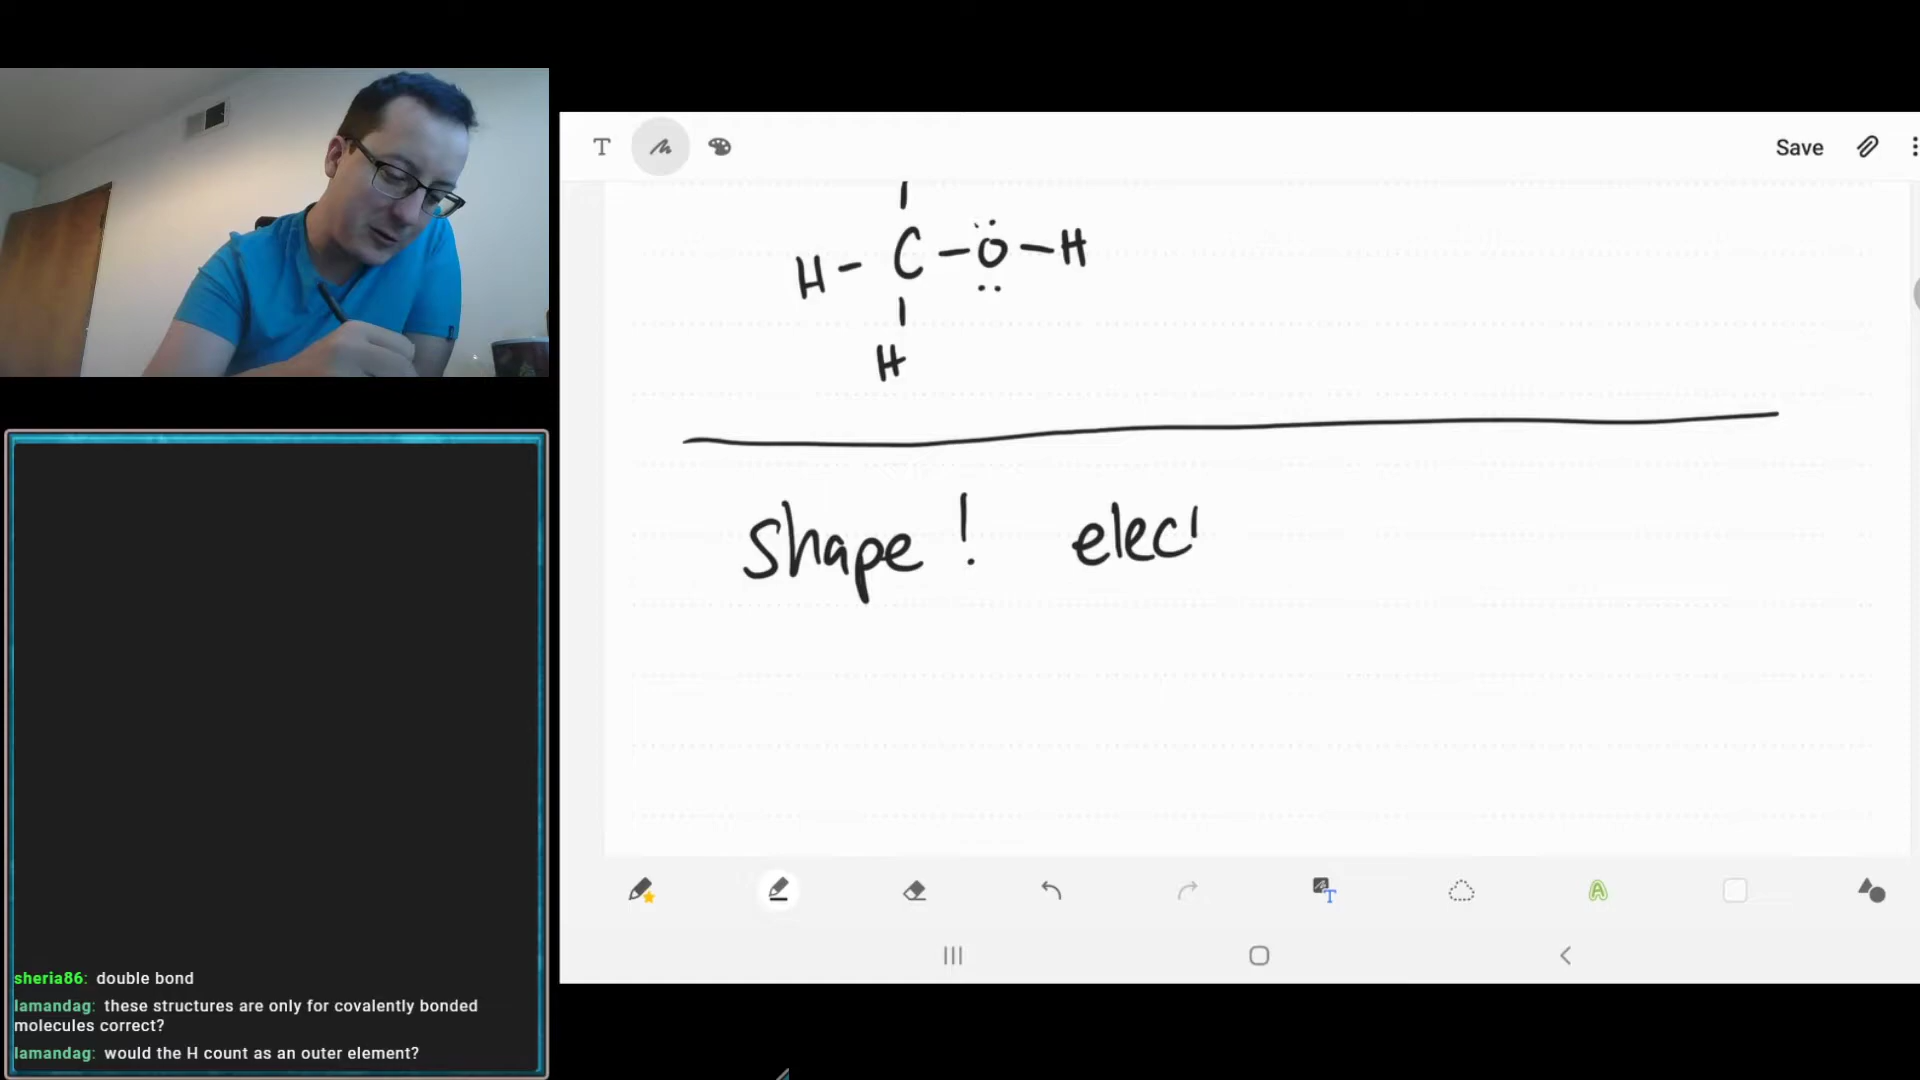 T
Save
H - C - O - H
H
shape! elec
T
A
sheria86: double bond
lamandag: these structures are only for covalently bonded
molecules correct?
lamandag: would the H count as an outer element?